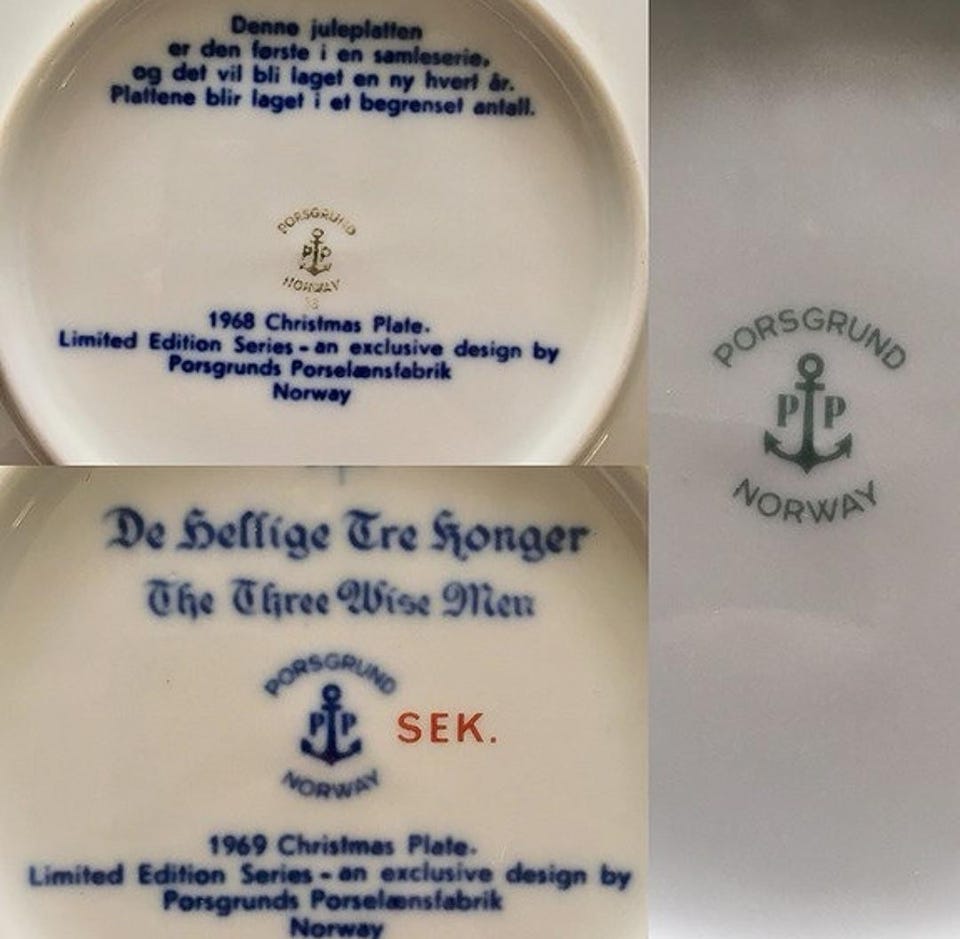 Denne juleplatten
er den første i en samleserie,
og det vil bli laget en ny hvert år.
Plattene blir laget i et begrenset antall.
PORSGRUND
PP
NORWAY
1968 Christmas Plate.
Limited Edition Series - an exclusive design by
Porsgrunds Porselænsfabrik
Norway
De Hellige Tre Konger
The Three Wise Men
PORSGRUND
PP
SEK.
NORWAY
1969 Christmas Plate.
Limited Edition Series - an exclusive design by
Porsgrunds Porselænsfabrik
Norway
PORSGRUND
PP
NORWAY